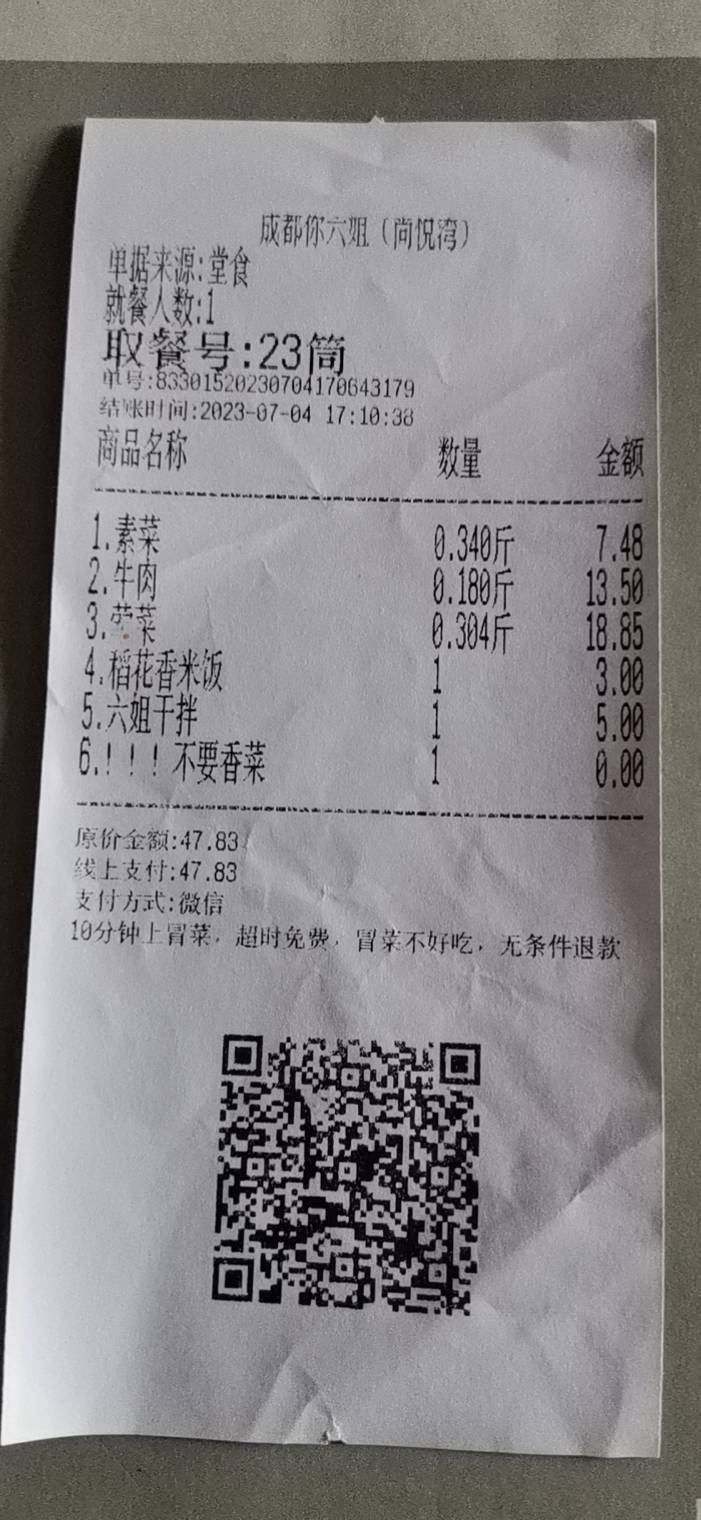 成都你六姐（尚悦湾）
单据来源:堂食
就餐人数:1
取餐号:23筒
单号:83301520230704170643179
结账时间:2023-07-04 17:10:38
商品名称 数量 金额
1.素菜 0.340斤 7.48
2.牛肉 0.180斤 13.50
3.荤菜 0.304斤 18.85
4.稻花香米饭 1 3.00
5.六姐干拌 1 5.00
6.！！！不要香菜 1 0.00
原价金额:47.83
线上支付:47.83
支付方式:微信
10分钟上冒菜，超时免费，冒菜不好吃，无条件退款